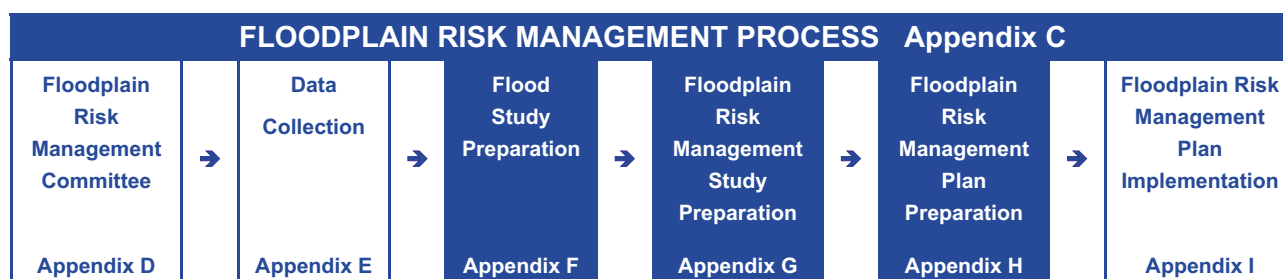 FLOODPLAIN RISK MANAGEMENT PROCESS Appendix C
Floodplain
Risk
Management
Committee
Appendix D
Data
Collection
Appendix E
Flood
Study
Preparation
Appendix F
Floodplain
Risk
Management
Study
Preparation
Appendix G
Floodplain
Risk
Management
Plan
Preparation
Appendix H
Floodplain Risk
Management
Plan
Implementation
Appendix I